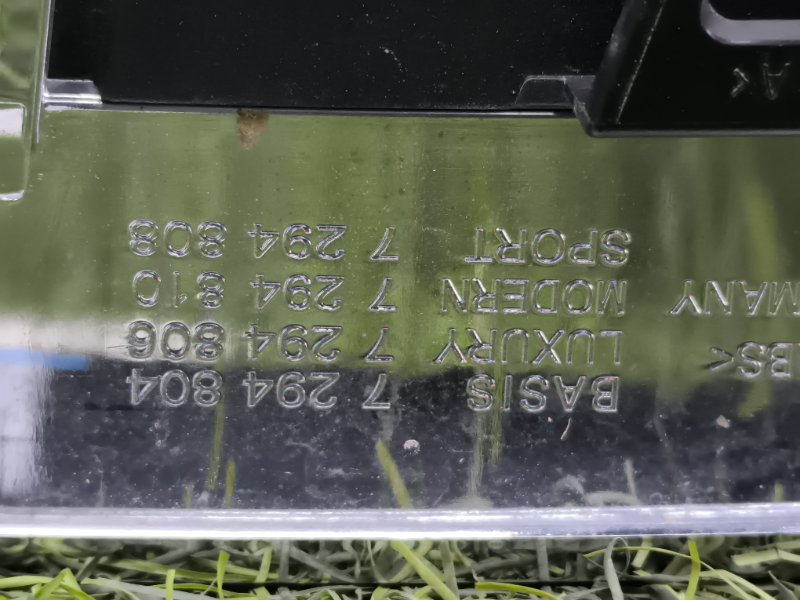 BASIS 7 294 804
LUXURY 7 294 806
MODERN 7 294 810
SPORT 7 294 808